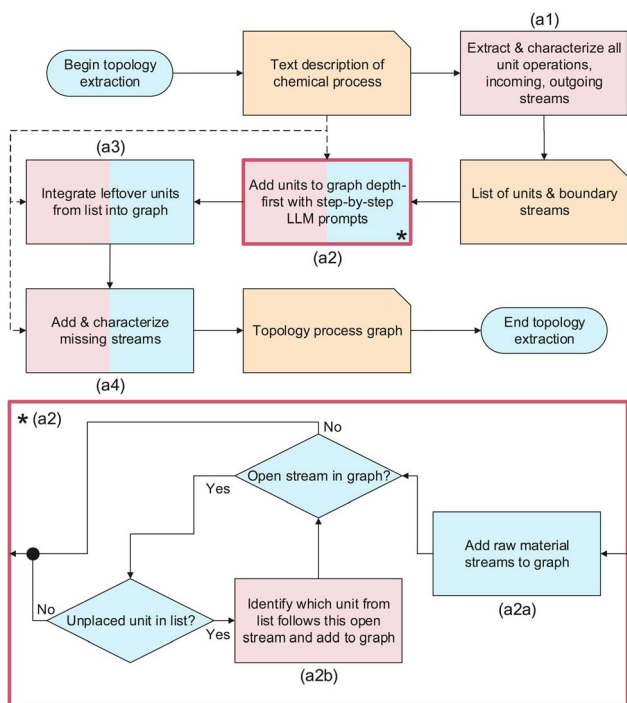 (a1)
Begin topology
extraction
Text description of
chemical process
Extract & characterize all
unit operations,
incoming, outgoing
streams
(a3)
Integrate leftover units
from list into graph
Add units to graph depth-
first with step-by-step
LLM prompts
*
(a2)
List of units & boundary
streams
Add & characterize
missing streams
(a4)
Topology process graph
End topology
extraction
* (a2)
No
Open stream in graph?
Yes
Add raw material
streams to graph
(a2a)
No
Unplaced unit in list?
Yes
Identify which unit from
list follows this open
stream and add to graph
(a2b)